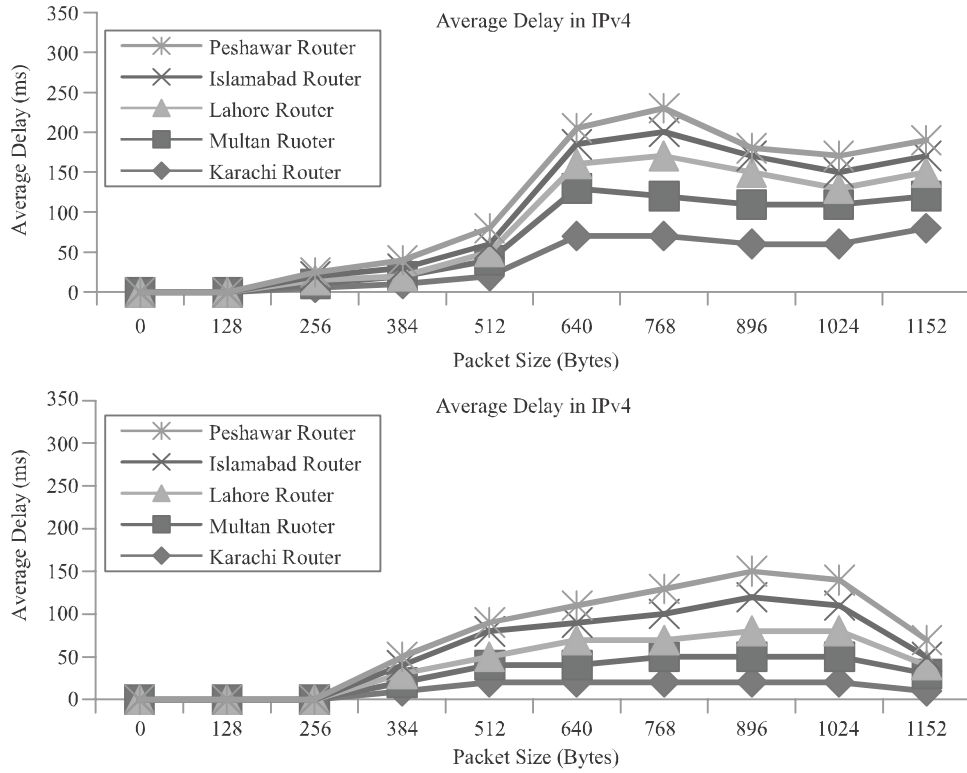 Average Delay in IPv4
350
300
250
200
150
100
50
0
Average Delay (ms)
Peshawar Router
Islamabad Router
Lahore Router
Multan Ruoter
Karachi Router
0 128 256 384 512 640 768 896 1024 1152
Packet Size (Bytes)
Average Delay in IPv4
350
300
250
200
150
100
50
0
Average Delay (ms)
Peshawar Router
Islamabad Router
Lahore Router
Multan Ruoter
Karachi Router
0 128 256 384 512 640 768 896 1024 1152
Packet Size (Bytes)